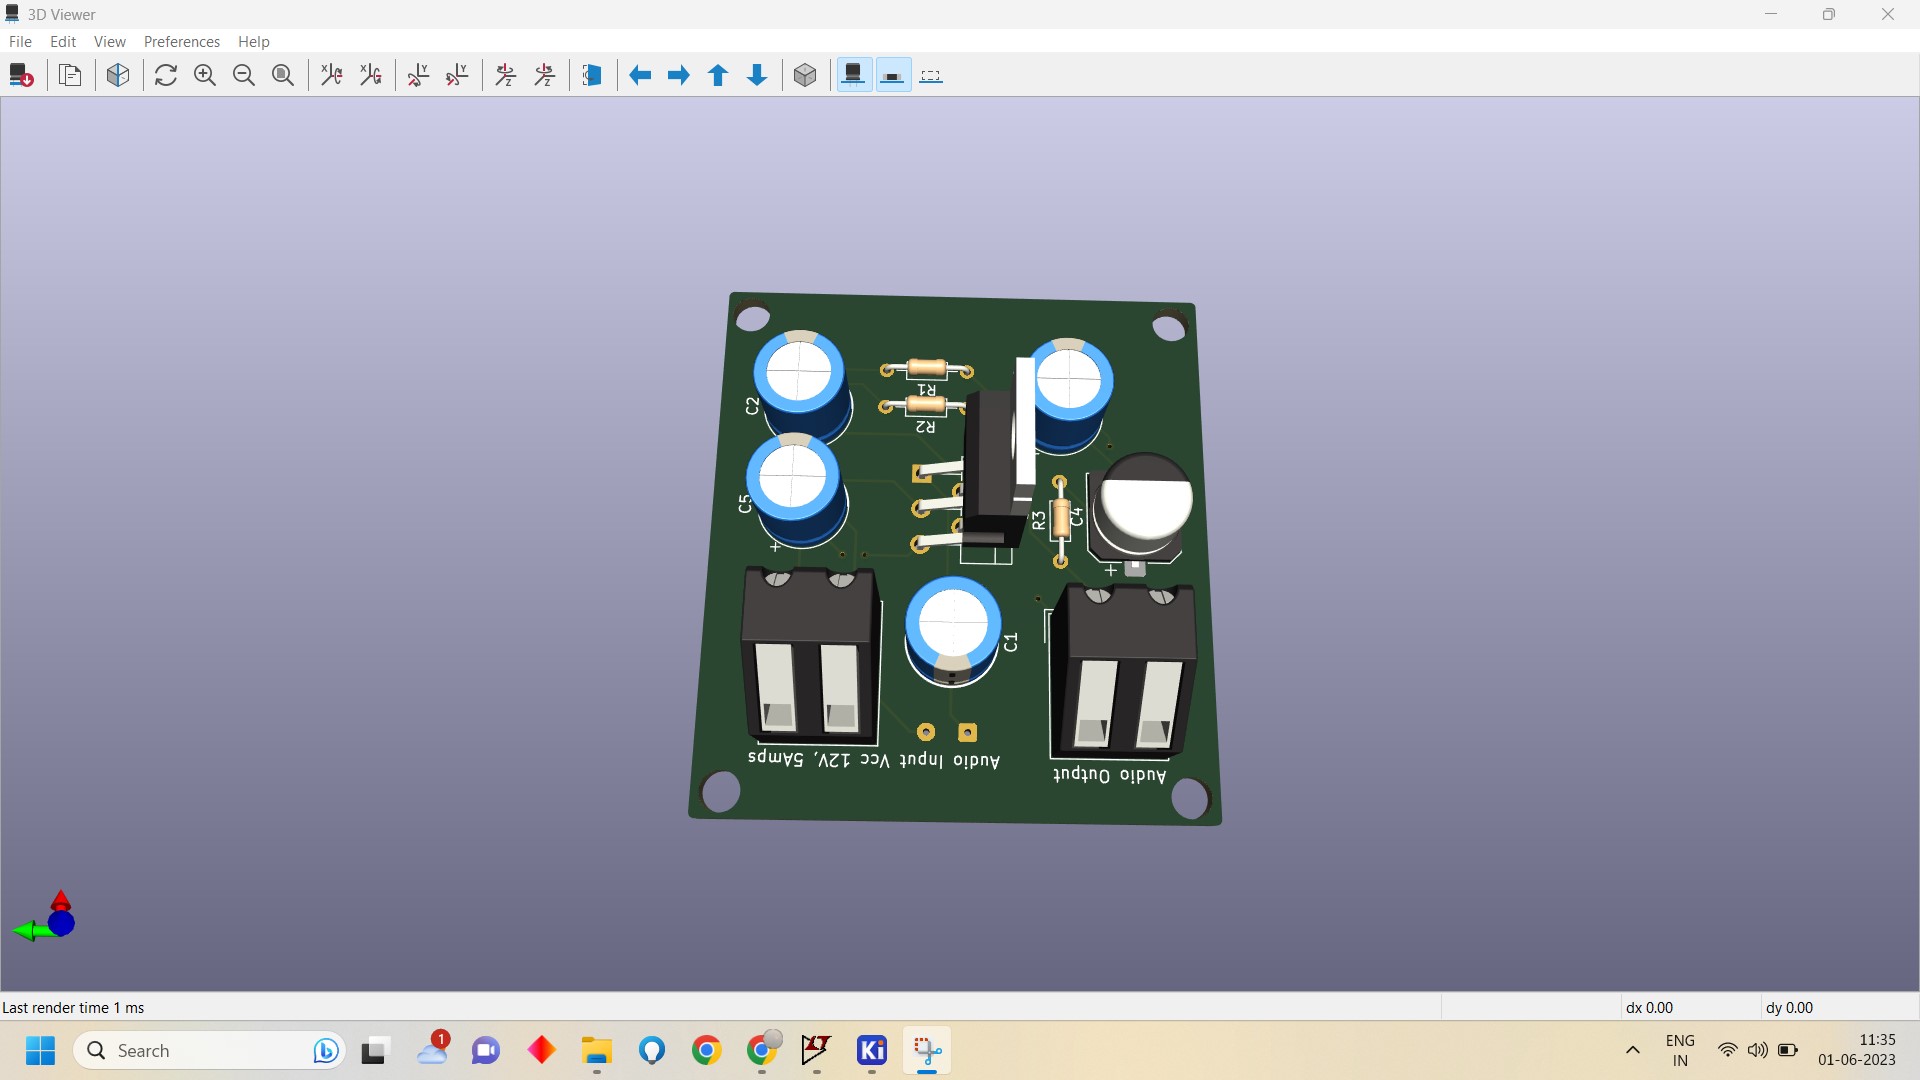 3D Viewer
File Edit View Preferences Help
R1
C2
R2
C5
R3
C4
+
+
C1
Audio Input Vcc 12V, 5Amps
Audio Output
Last render time 1 ms
dx 0.00
dy 0.00
Search
1
Ki
ENG
IN
11:35
01-06-2023